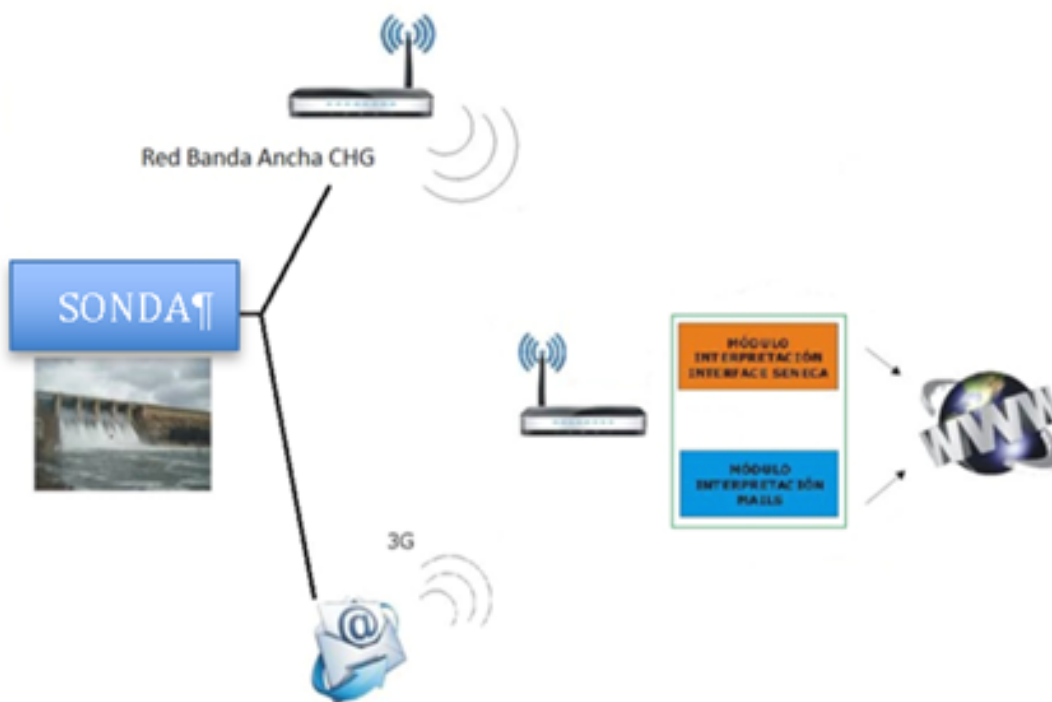 Red Banda Ancha CHG
SONDA¶
MÓDULO
INTERPRETACIÓN
INTERFACE SENECA
MÓDULO
INTERPRETACIÓN
MAILS
WWW
3G
@